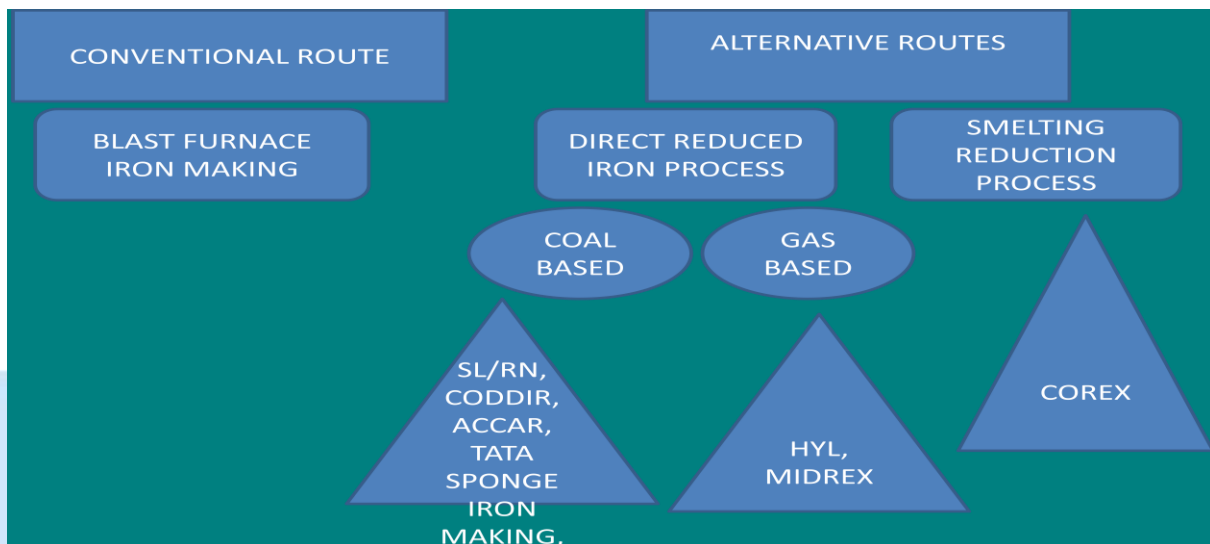 CONVENTIONAL ROUTE
ALTERNATIVE ROUTES
BLAST FURNACE
IRON MAKING
DIRECT REDUCED
IRON PROCESS
SMELTING
REDUCTION
PROCESS
COAL
BASED
GAS
BASED
SL/RN,
CODDIR,
ACCAR,
TATA
SPONGE
IRON
MAKING,
HYL,
MIDREX
COREX